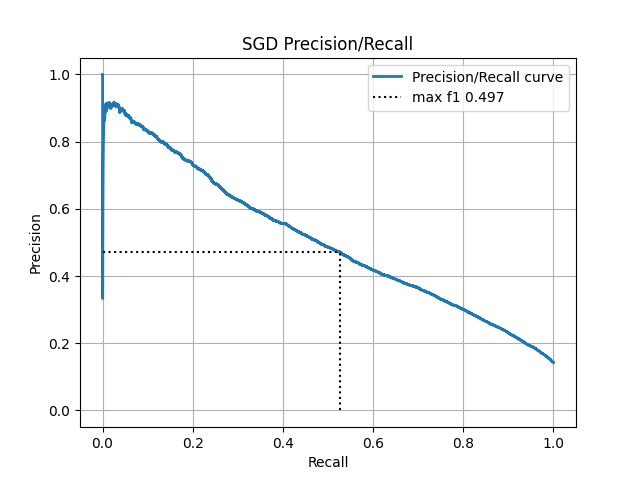 SGD Precision/Recall
Precision/Recall curve
max f1 0.497
1.0
0.8
0.6
0.4
0.2
0.0
Precision
0.0 0.2 0.4 0.6 0.8 1.0
Recall